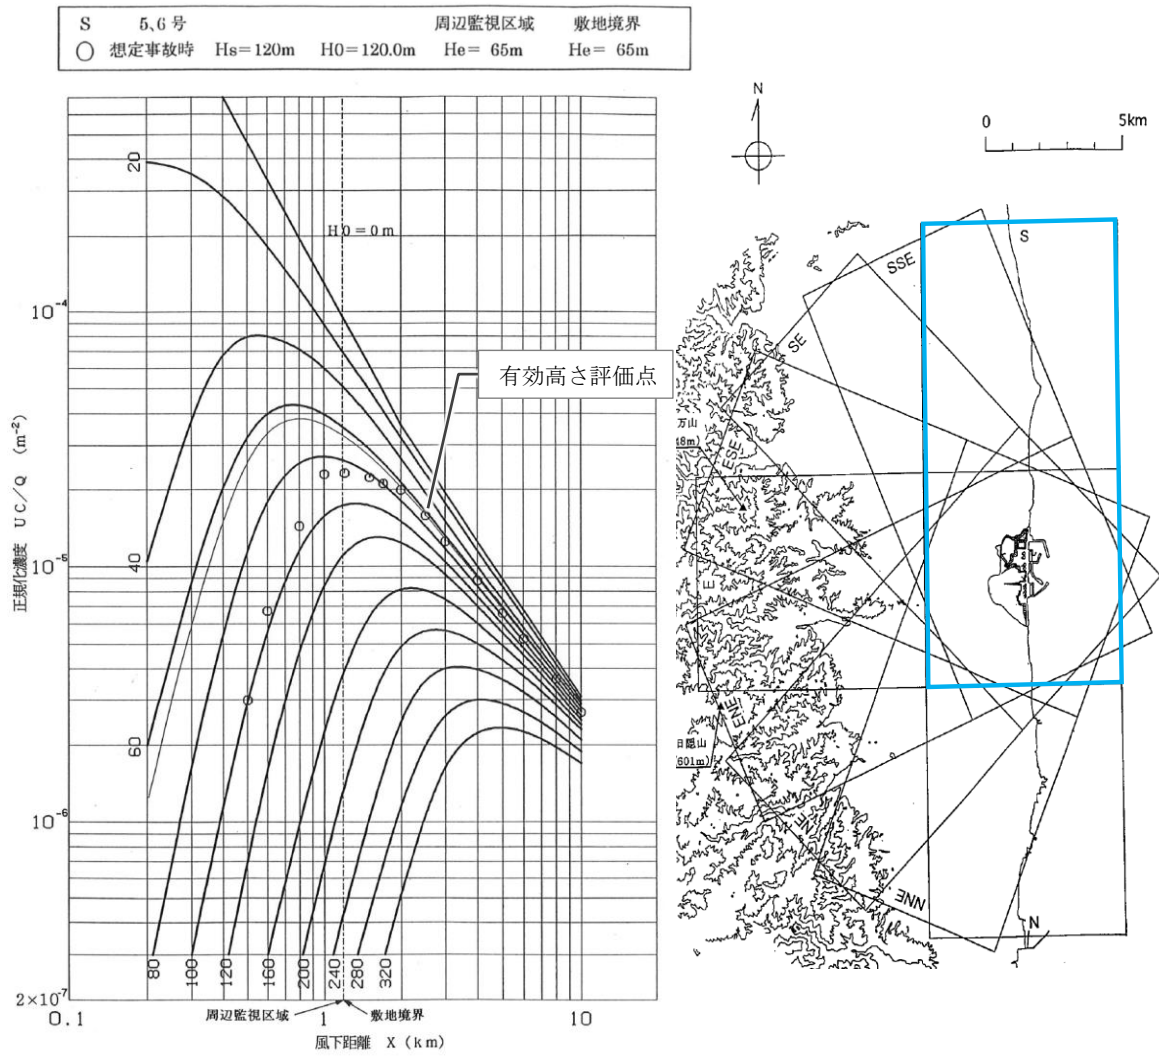 S 5,6号 周辺監視区域 敷地境界
○ 想定事故時 Hs=120m H0=120.0m He= 65m He= 65m
N
0 5km
20
H0=0m
S
SSE
10⁻⁴
SE
有効高さ評価点
万山
ESE
正規化濃度 UC/Q (m⁻²)
40
10⁻⁵
E
60
ENE
日隠山
(601m)
10⁻⁶
NE
NNE
N
80 100 120 160 200 240 280 320
2×10⁻⁷
周辺監視区域 敷地境界
0.1 1 10
風下距離 X (km)